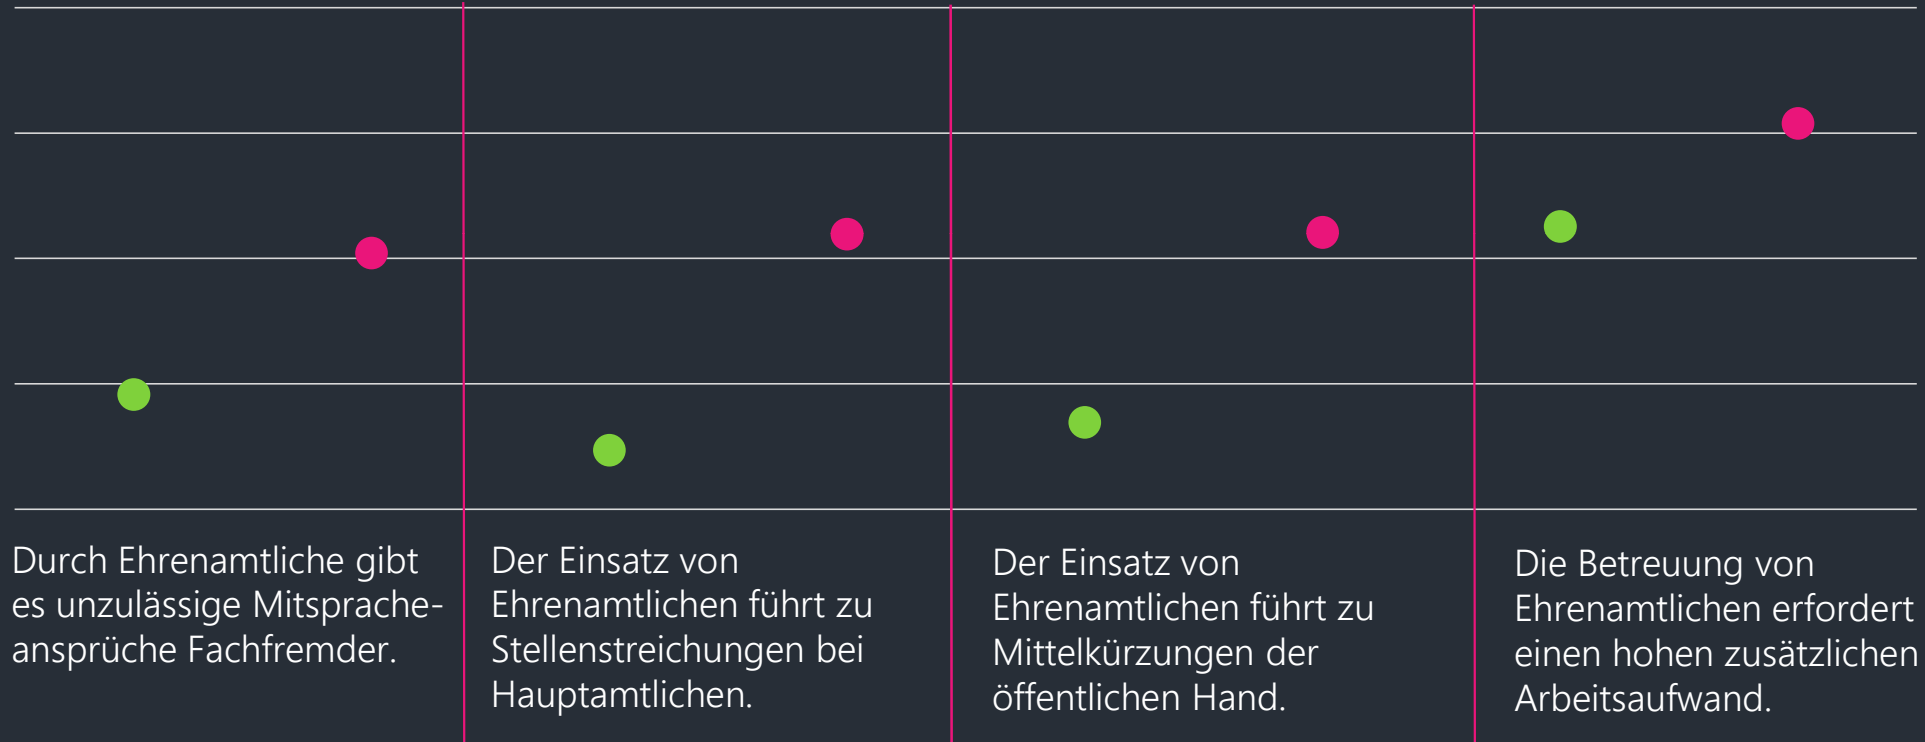 Durch Ehrenamtliche gibt
es unzulässige Mitsprache-
ansprüche Fachfremder.
Der Einsatz von
Ehrenamtlichen führt zu
Stellenstreichungen bei
Hauptamtlichen.
Der Einsatz von
Ehrenamtlichen führt zu
Mittelkürzungen der
öffentlichen Hand.
Die Betreuung von
Ehrenamtlichen erfordert
einen hohen zusätzlichen
Arbeitsaufwand.